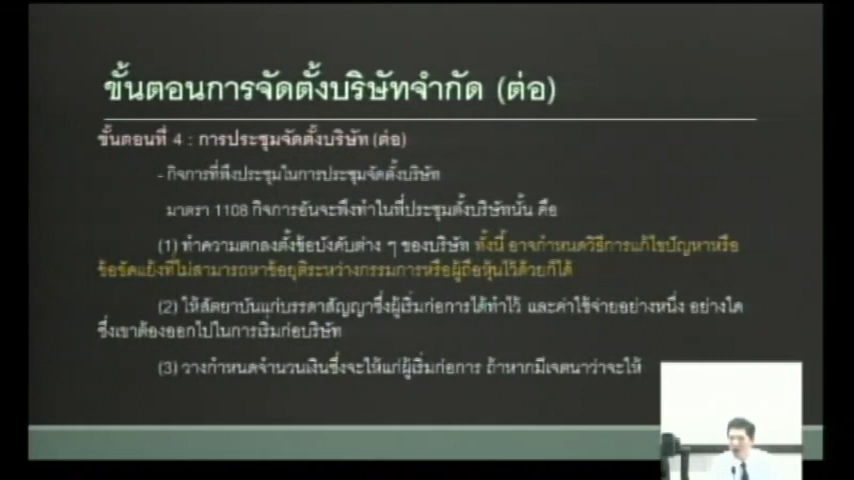 ขั้นตอนการจัดตั้งบริษัทจำกัด (ต่อ)
ขั้นตอนที่ 4 : การประชุมจัดตั้งบริษัท (ต่อ)
- กิจการที่พึงประชุมในการประชุมจัดตั้งบริษัท
มาตรา 1108 กิจการอันจะพึงทำในที่ประชุมตั้งบริษัทนั้น คือ
(1) ทำความตกลงตั้งข้อบังคับต่าง ๆ ของบริษัท ทั้งนี้ อาจกำหนดวิธีการแก้ไขปัญหาหรือ
ข้อขัดแย้งที่ไม่สามารถหาข้อยุติระหว่างกรรมการหรือผู้ถือหุ้นไว้ด้วยก็ได้
(2) ให้สัตยาบันแก่บรรดาสัญญาซึ่งผู้เริ่มก่อการได้ทำไว้ และค่าใช้จ่ายอย่างหนึ่ง อย่างใด
ซึ่งเขาต้องออกไปในการเริ่มก่อบริษัท
(3) วางกำหนดจำนวนเงินซึ่งจะให้แก่ผู้เริ่มก่อการ ถ้าหากมีเจตนาว่าจะให้